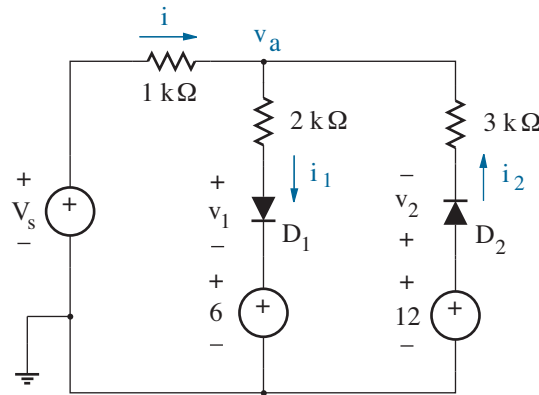 i
v_a
1 kΩ
2 kΩ
3 kΩ
i_1
i_2
+
V_s
–
+
+
v_1
–
D_1
–
v_2
+
D_2
+
6
–
+
+
12
–
+